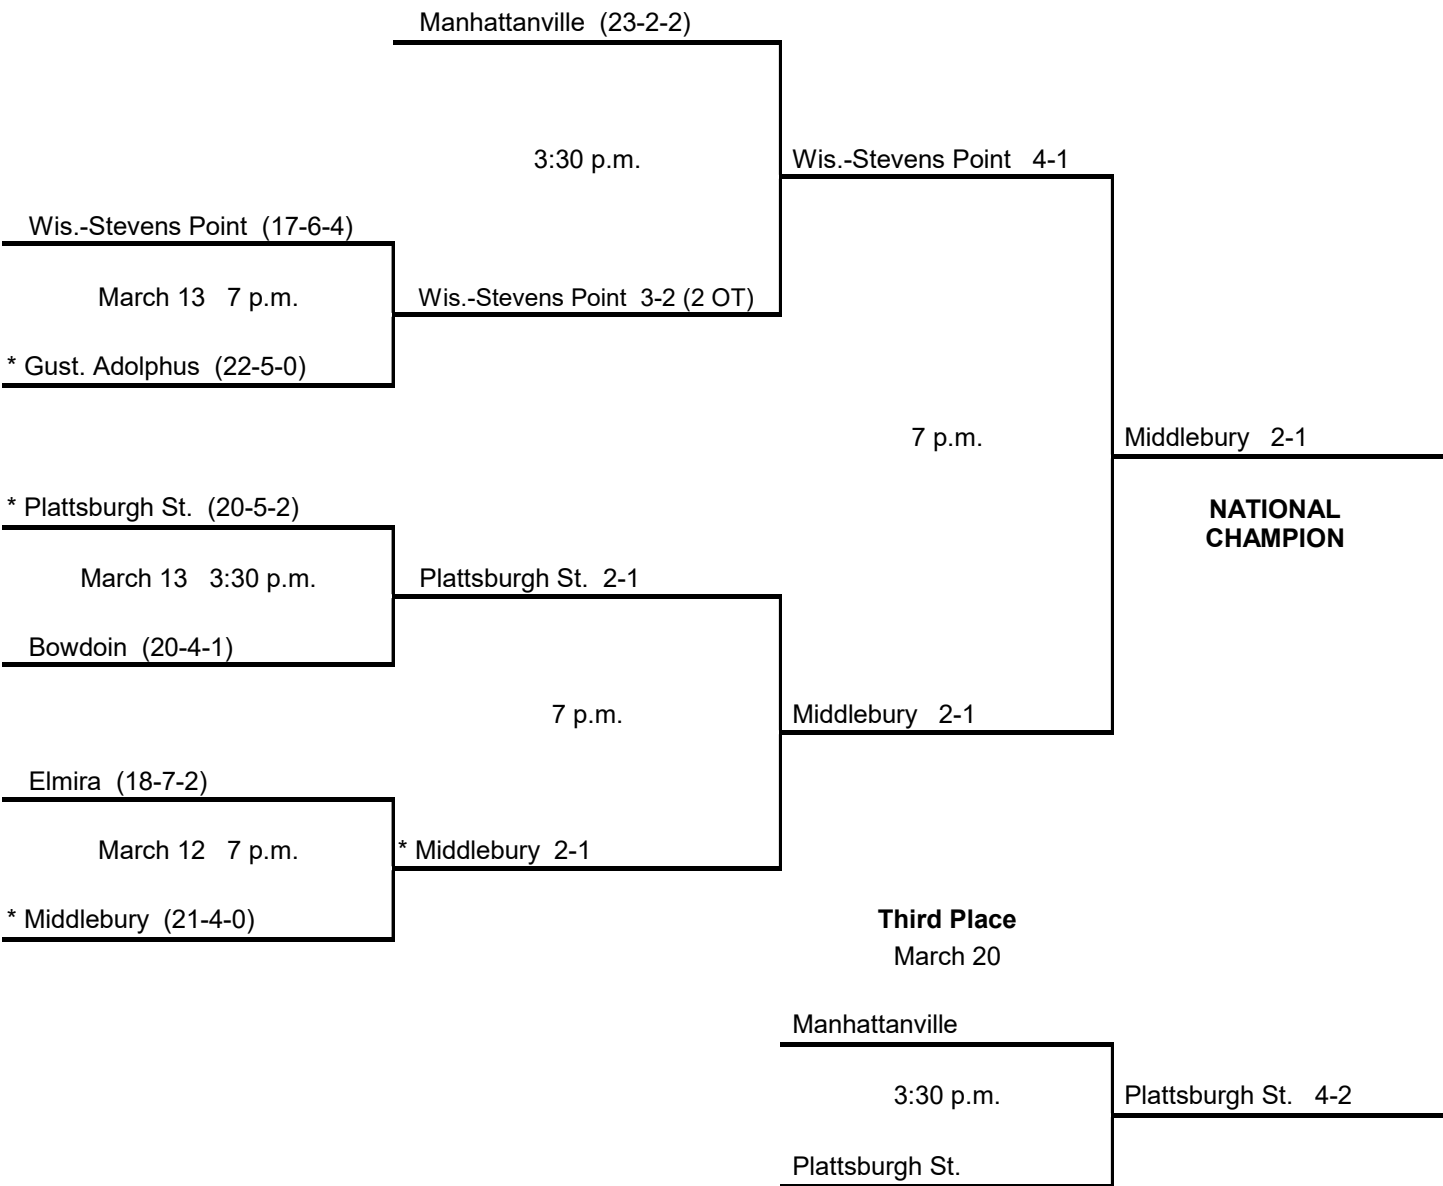 Manhattanville (23-2-2)
3:30 p.m.
Wis.-Stevens Point 4-1
Wis.-Stevens Point (17-6-4)
March 13 7 p.m.
Wis.-Stevens Point 3-2 (2 OT)
* Gust. Adolphus (22-5-0)
7 p.m.
Middlebury 2-1
* Plattsburgh St. (20-5-2)
NATIONAL
CHAMPION
March 13 3:30 p.m.
Plattsburgh St. 2-1
Bowdoin (20-4-1)
7 p.m.
Middlebury 2-1
Elmira (18-7-2)
March 12 7 p.m.
* Middlebury 2-1
* Middlebury (21-4-0)
Third Place
March 20
Manhattanville
3:30 p.m.
Plattsburgh St. 4-2
Plattsburgh St.